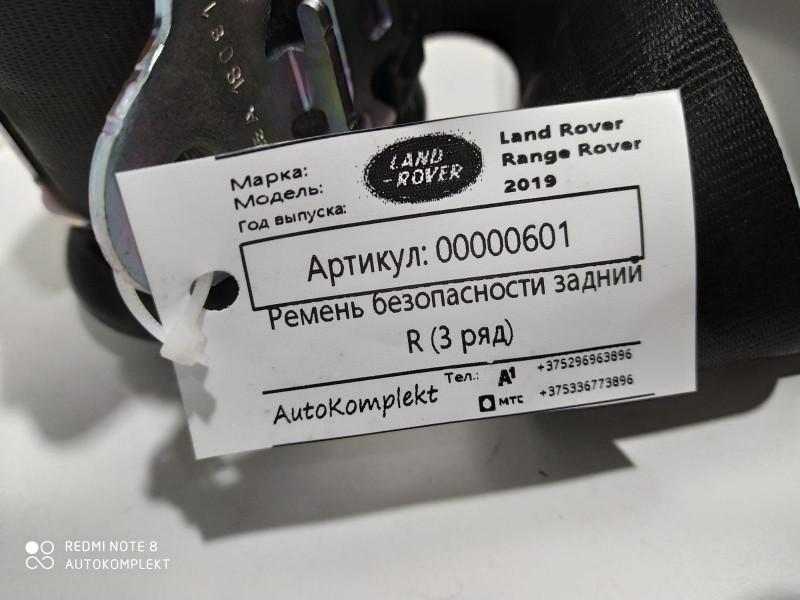 Марка: Land Rover
Модель: Range Rover
Год выпуска: 2019
LAND
-ROVER
Артикул: 00000601
Ремень безопасности задний
R (3 ряд)
AutoKomplekt
Тел.: A1 +375296963896
МТС +375336773896
REDMI NOTE 8
AUTOKOMPLEKT